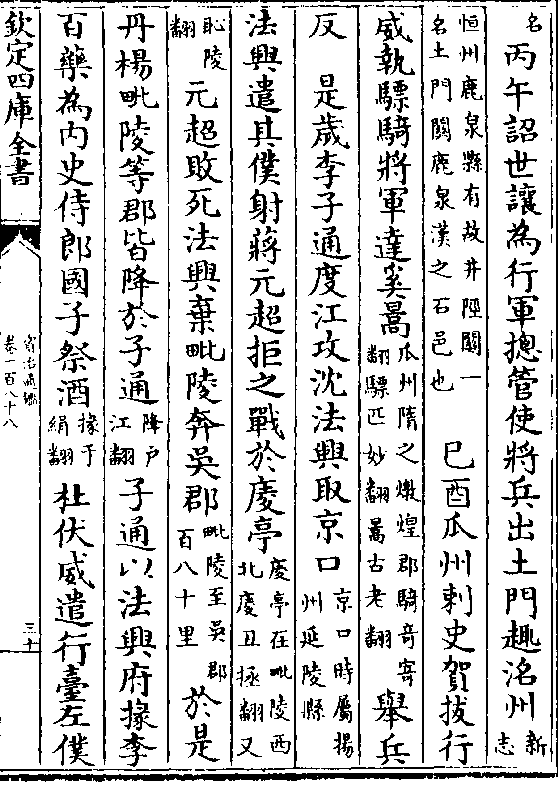 名丙午詔世讓為行軍摠管使將兵出土門趣洺州新志
恒州鹿泉縣有故井陘關一名土門關鹿泉漢之石邑也 巳酉瓜州刺史賀拔行
威執驃騎將軍達奚暠瓜州隋之燉煌郡騎奇寄翻驃匹妙翻暠古老翻 舉兵
反 是歲李子通度江攻沈法興取京口京口時屬揚州延陵縣
法興遣其僕射蔣元超拒之戰於慶亭慶亭在毗陵西北慶丑拯翻又
恥陵翻元超敗死法興棄毗陵奔吳郡毗陵至吳郡百八十里於是
丹楊毗陵等郡皆降於子通降戶江翻子通以法興府掾李
百藥為內史侍郎國子祭酒掾于絹翻杜伏威遣行臺左僕
欽定四庫全書
資治通鑑
卷一百八十八
三十